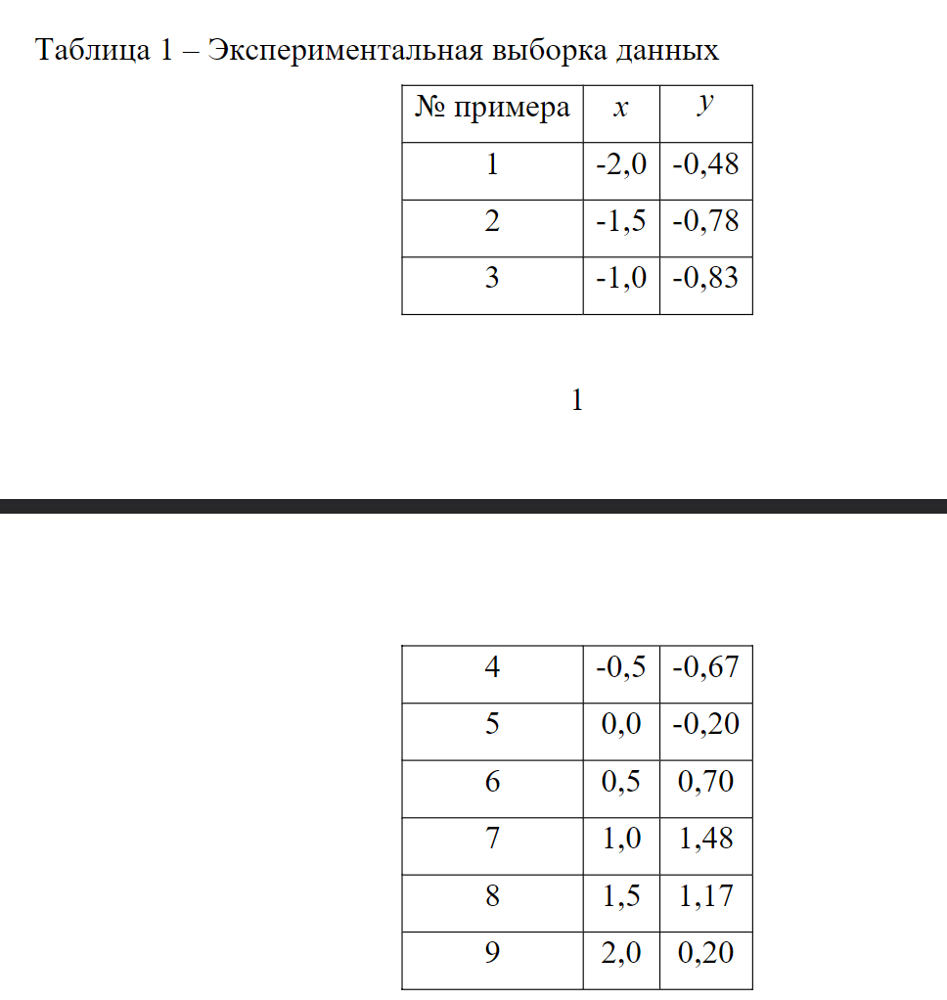 Таблица 1 – Экспериментальная выборка данных
№ примера x y
1 -2,0 -0,48
2 -1,5 -0,78
3 -1,0 -0,83
1
4 -0,5 -0,67
5 0,0 -0,20
6 0,5 0,70
7 1,0 1,48
8 1,5 1,17
9 2,0 0,20